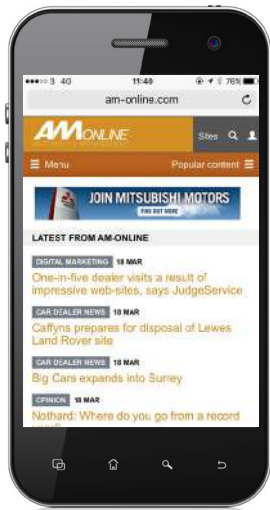 3 4G 11:40 76%
am-online.com
AMONLINE Sites
Menu Popular content
JOIN MITSUBISHI MOTORS
FIND OUT MORE
LATEST FROM AM-ONLINE
DIGITAL MARKETING 18 MAR
One-in-five dealer visits a result of
impressive web-sites, says JudgeService
CAR DEALER NEWS 18 MAR
Caffyns prepares for disposal of Lewes
Land Rover site
CAR DEALER NEWS 18 MAR
Big Cars expands into Surrey
OPINION 18 MAR
Nothard: Where do you go from a record